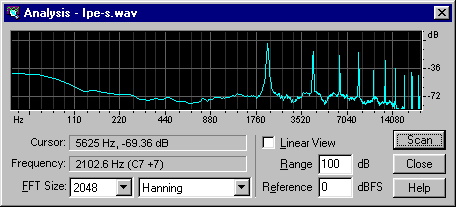 Analysis - lpe-s.wav
dB
-36
-72
Hz 110 220 440 880 1760 3520 7040 14080
Cursor: 5625 Hz, -69.36 dB
Linear View
Scan
Frequency: 2102.6 Hz (C7 +7)
Range 100 dB
Close
FFT Size: 2048 Hanning
Reference 0 dBFS
Help